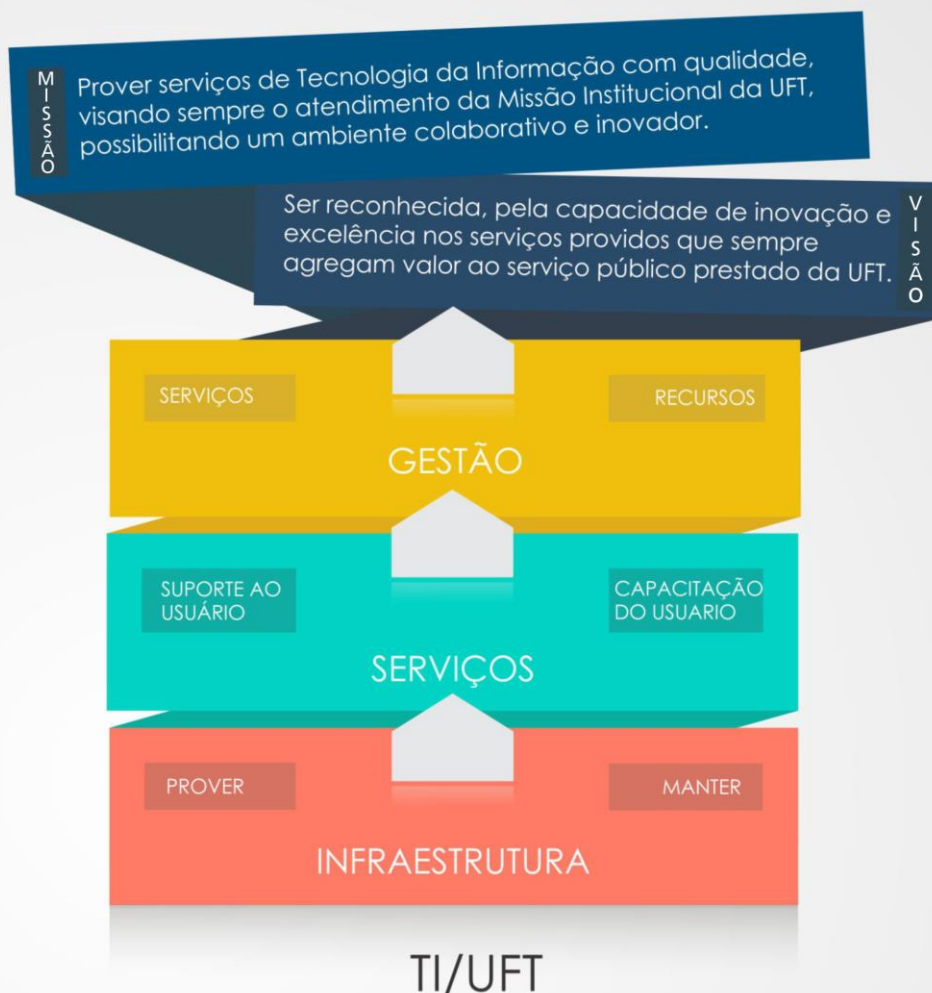 MISSÃO
Prover serviços de Tecnologia da Informação com qualidade,
visando sempre o atendimento da Missão Institucional da UFT,
possibilitando um ambiente colaborativo e inovador.
Ser reconhecida, pela capacidade de inovação e
excelência nos serviços providos que sempre
agregam valor ao serviço público prestado da UFT.
VISÃO
SERVIÇOS
RECURSOS
GESTÃO
SUPORTE AO
USUÁRIO
CAPACITAÇÃO
DO USUARIO
SERVIÇOS
PROVER
MANTER
INFRAESTRUTURA
TI/UFT